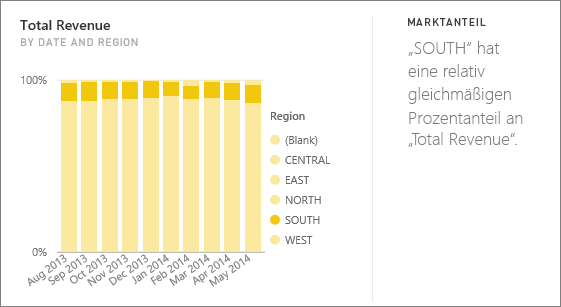 Total Revenue
BY DATE AND REGION
100%
0%
Aug 2013
Sep 2013
Oct 2013
Nov 2013
Dec 2013
Jan 2014
Feb 2014
Mar 2014
Apr 2014
May 2014
Region
(Blank)
CENTRAL
EAST
NORTH
SOUTH
WEST
MARKTANTEIL
„SOUTH“ hat
eine relativ
gleichmäßigen
Prozentanteil an
„Total Revenue“.